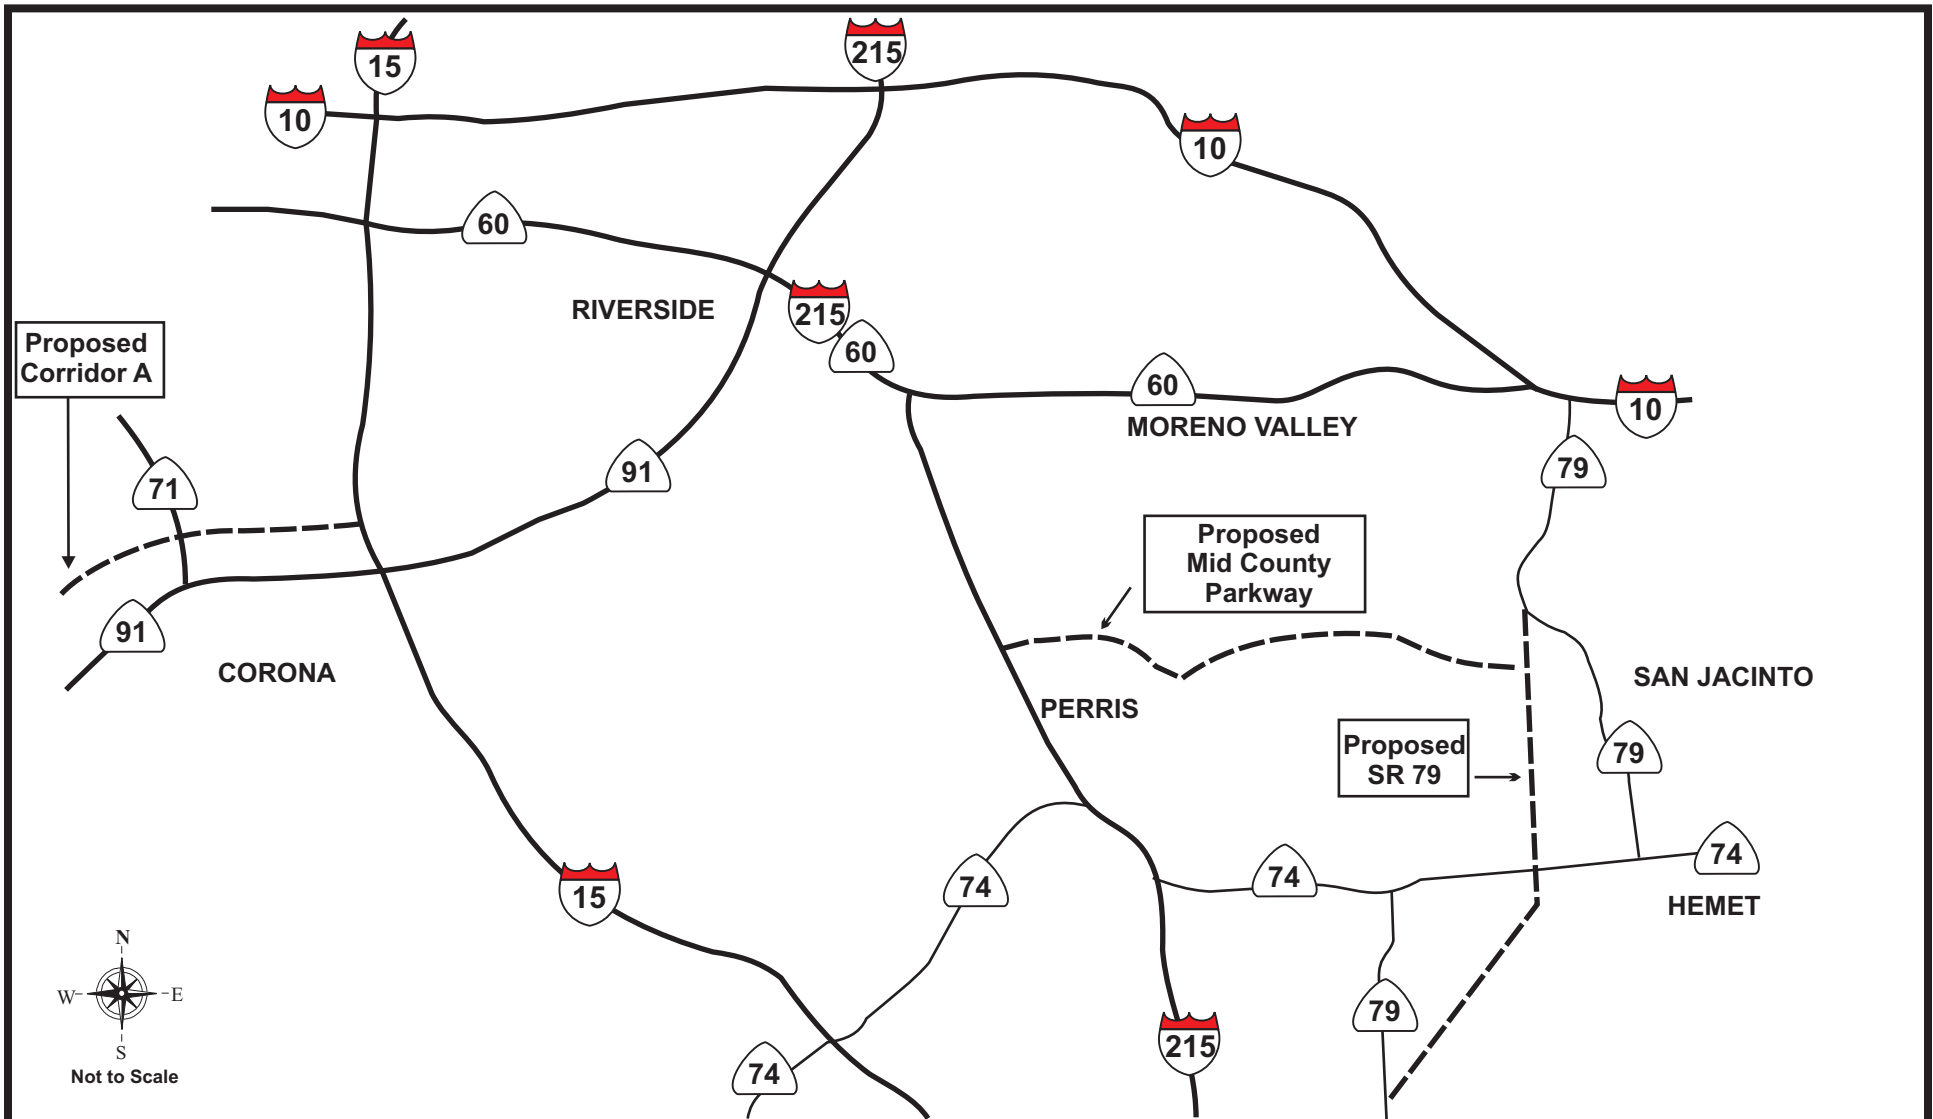 15
215
10
10
60
RIVERSIDE
215
60
Proposed
Corridor A
60
10
MORENO VALLEY
79
91
71
Proposed
Mid County
Parkway
91
CORONA
SAN JACINTO
PERRIS
Proposed
SR 79
79
74
74
74
15
HEMET
N
W
E
S
Not to Scale
79
215
74